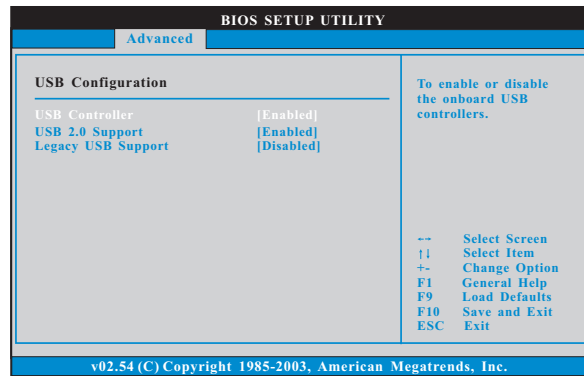 BIOS SETUP UTILITY
Advanced
USB Configuration
USB Controller [Enabled]
USB 2.0 Support [Enabled]
Legacy USB Support [Disabled]
To enable or disable
the onboard USB
controllers.
←→ Select Screen
↑↓ Select Item
+- Change Option
F1 General Help
F9 Load Defaults
F10 Save and Exit
ESC Exit
v02.54 (C) Copyright 1985-2003, American Megatrends, Inc.